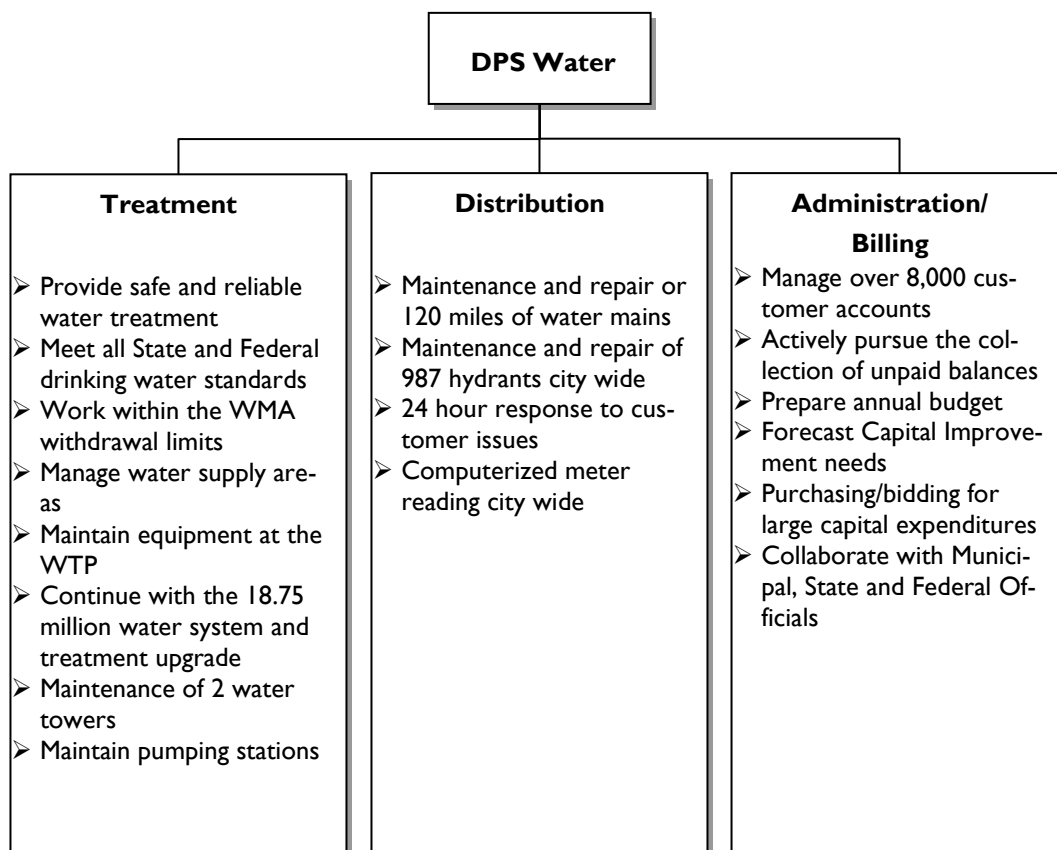 DPS Water
Treatment
➢ Provide safe and reliable
water treatment
➢ Meet all State and Federal
drinking water standards
➢ Work within the WMA
withdrawal limits
➢ Manage water supply are-
as
➢ Maintain equipment at the
WTP
➢ Continue with the 18.75
million water system and
treatment upgrade
➢ Maintenance of 2 water
towers
➢ Maintain pumping stations
Distribution
➢ Maintenance and repair or
120 miles of water mains
➢ Maintenance and repair of
987 hydrants city wide
➢ 24 hour response to cus-
tomer issues
➢ Computerized meter
reading city wide
Administration/
Billing
➢ Manage over 8,000 cus-
tomer accounts
➢ Actively pursue the col-
lection of unpaid balances
➢ Prepare annual budget
➢ Forecast Capital Improve-
ment needs
➢ Purchasing/bidding for
large capital expenditures
➢ Collaborate with Munici-
pal, State and Federal Of-
ficials